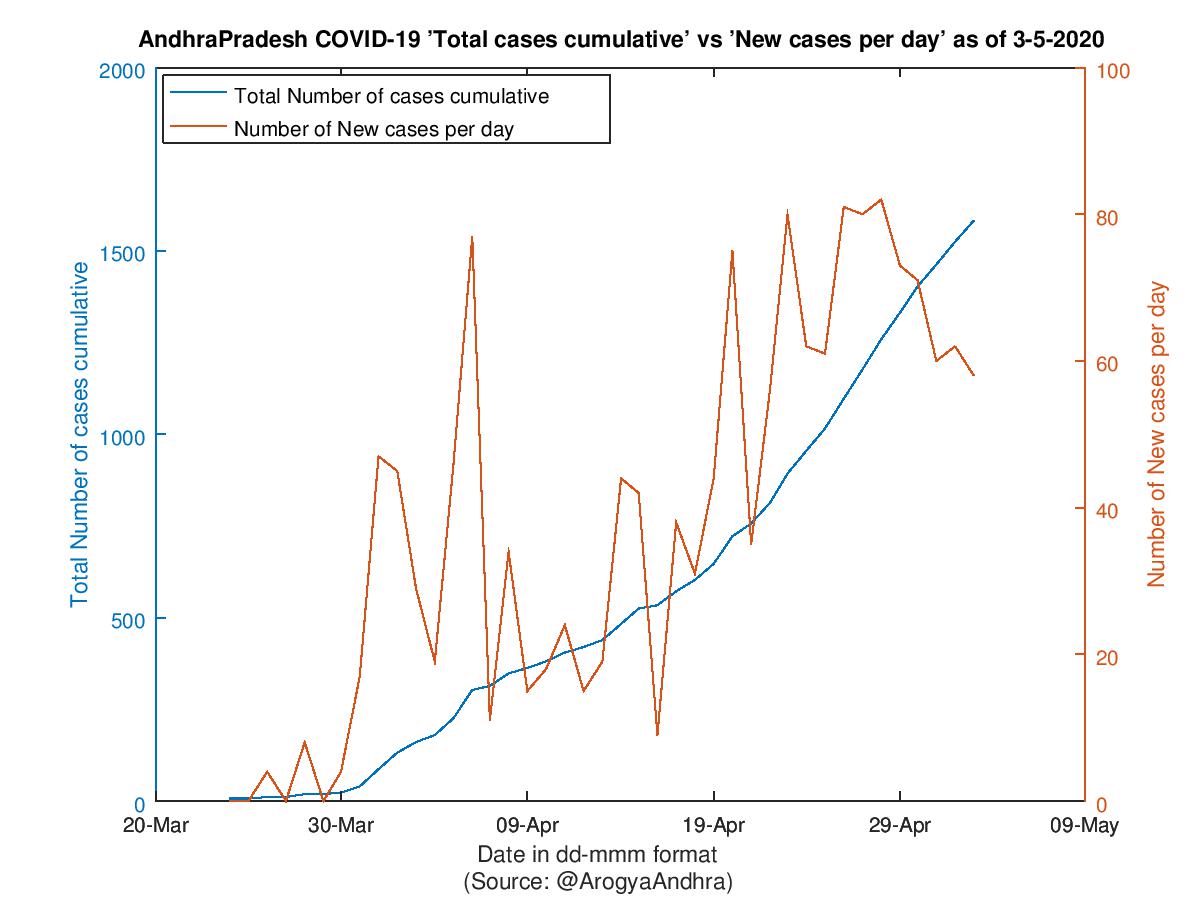 AndhraPradesh COVID-19 ’Total cases cumulative’ vs ’New cases per day’ as of 3-5-2020
Total Number of cases cumulative
Number of New cases per day
2000
1500
1000
500
0
Total Number of cases cumulative
100
80
60
40
20
0
Number of New cases per day
20-Mar 30-Mar 09-Apr 19-Apr 29-Apr 09-May
Date in dd-mmm format
(Source: @ArogyaAndhra)